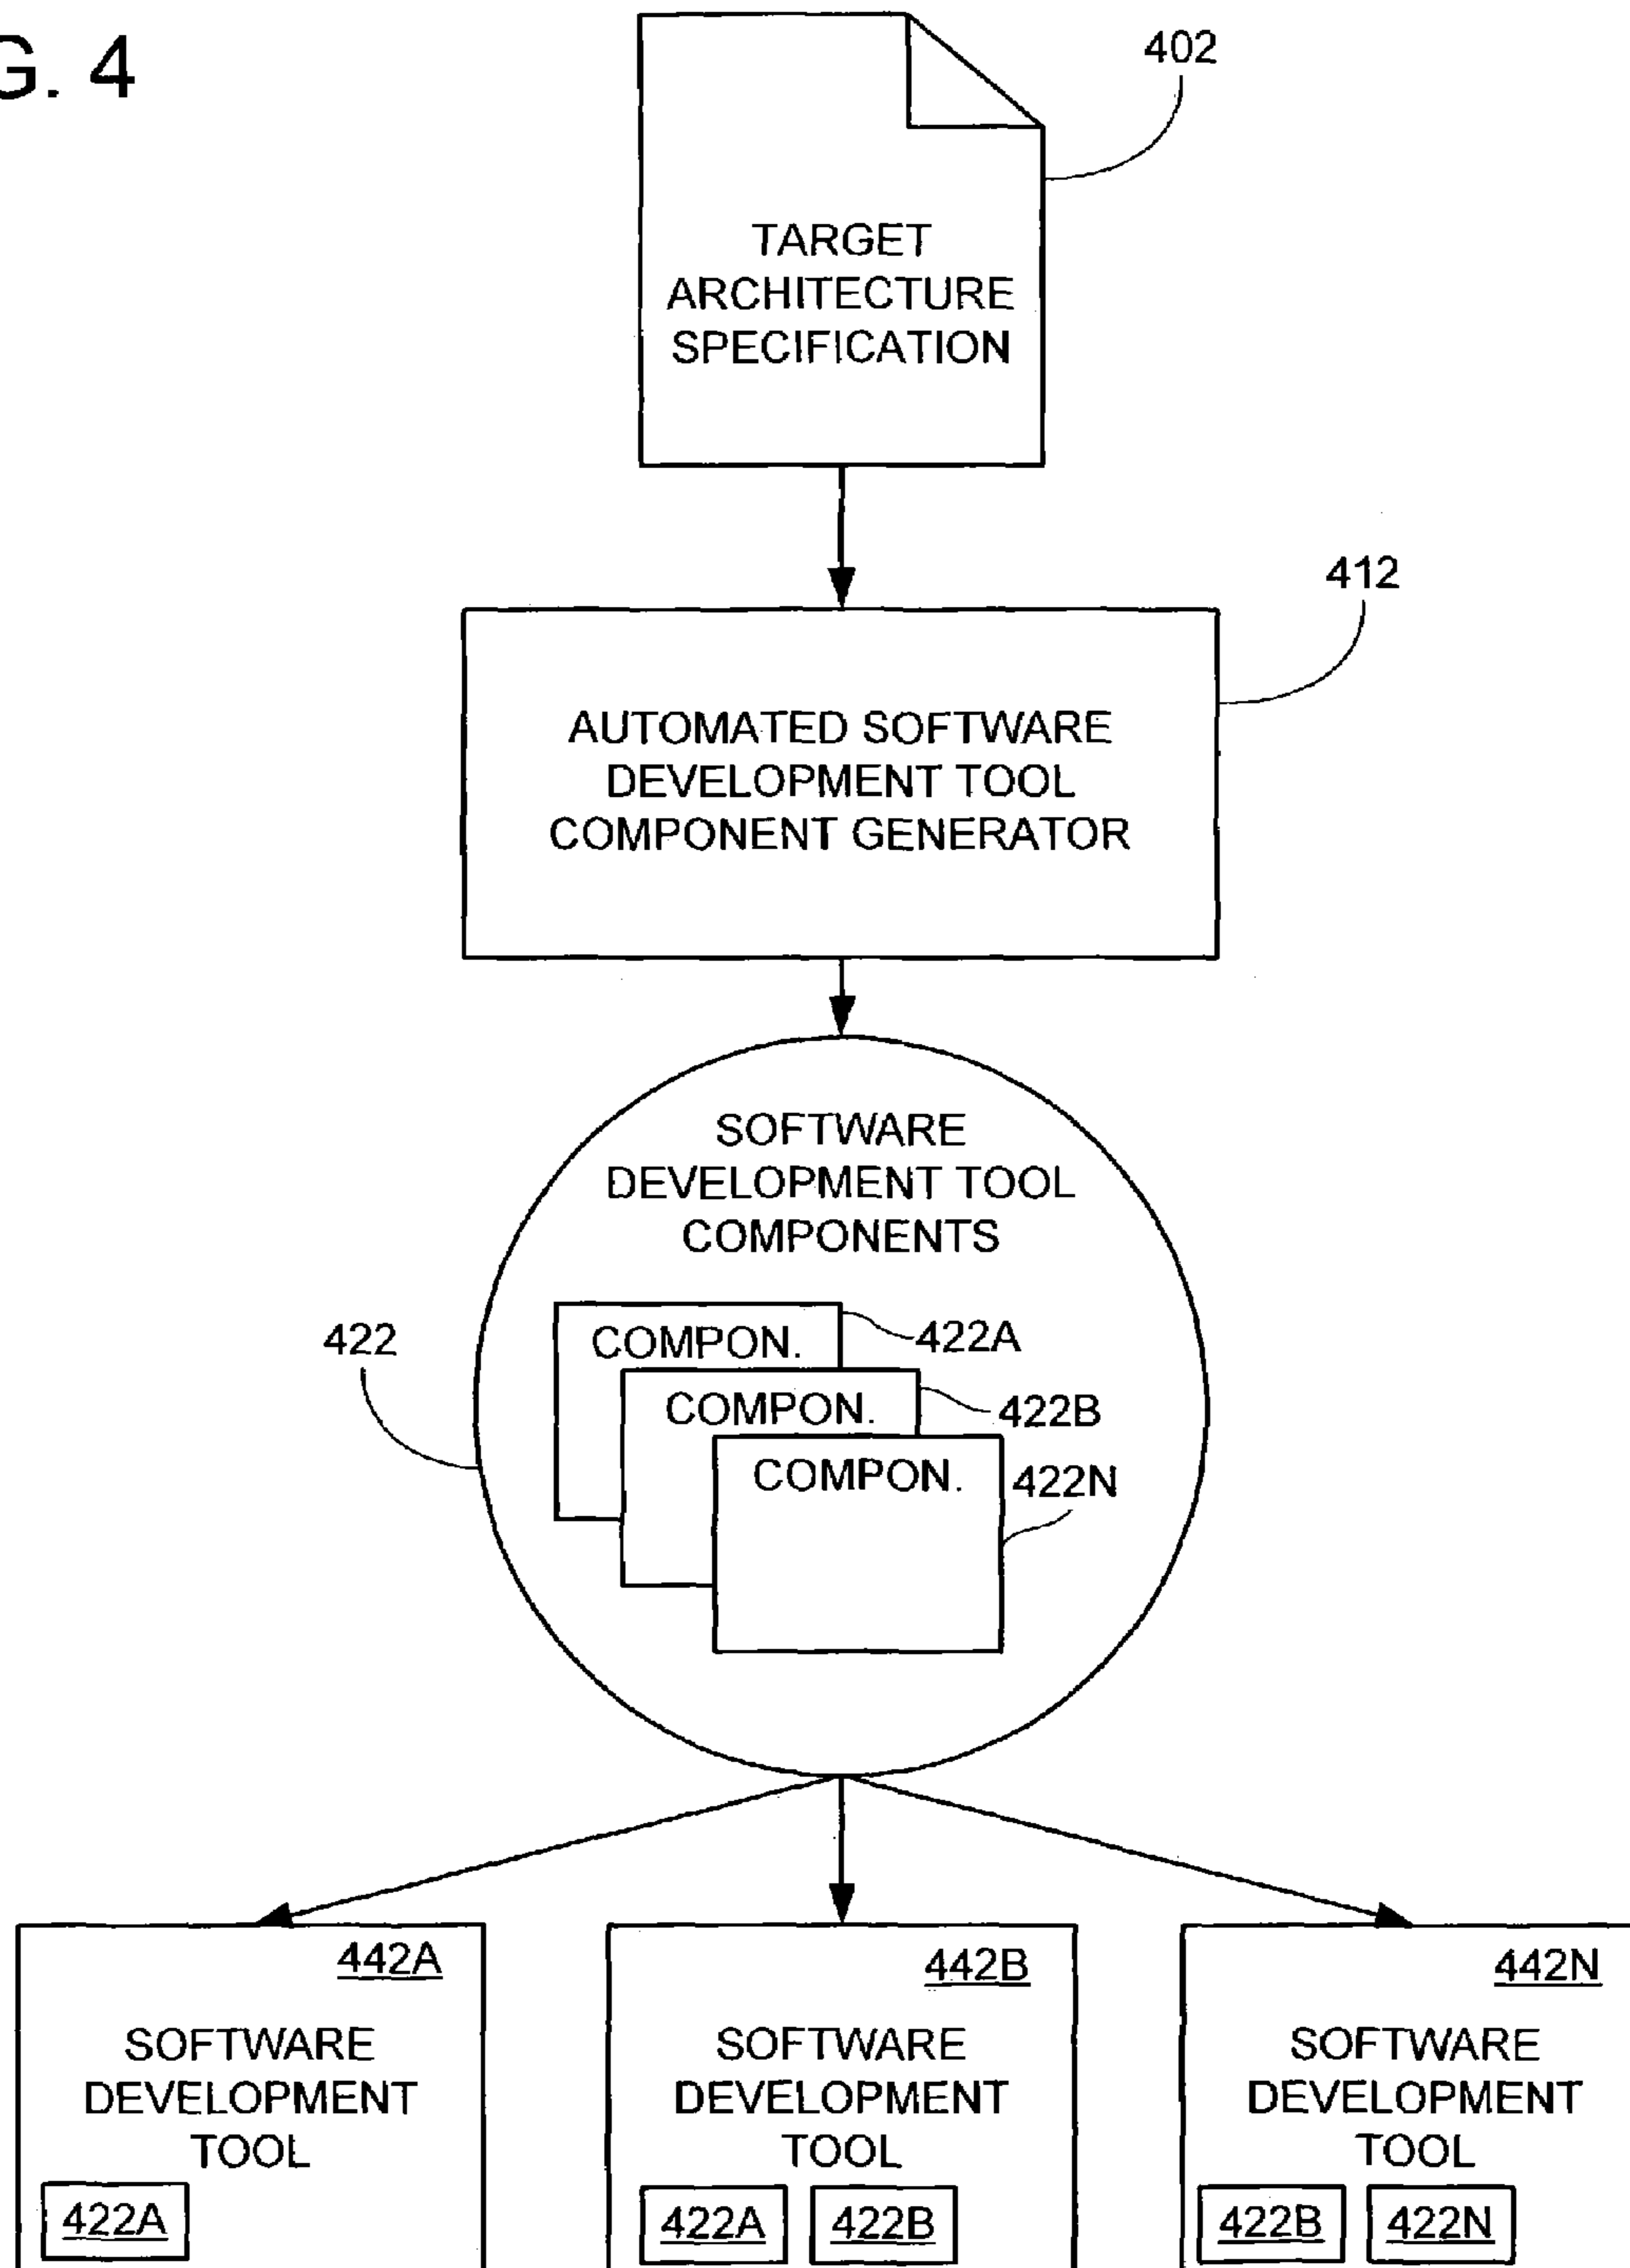 G. 4
402
TARGET
ARCHITECTURE
SPECIFICATION
412
AUTOMATED SOFTWARE
DEVELOPMENT TOOL
COMPONENT GENERATOR
SOFTWARE
DEVELOPMENT TOOL
COMPONENTS
422
COMPON.
422A
COMPON.
422B
COMPON.
422N
442A
SOFTWARE
DEVELOPMENT
TOOL
422A
442B
SOFTWARE
DEVELOPMENT
TOOL
422A
422B
442N
SOFTWARE
DEVELOPMENT
TOOL
422B
422N